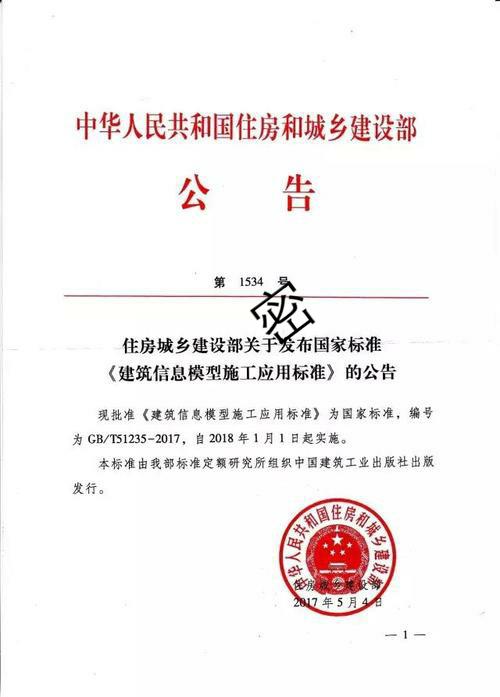 中华人民共和国住房和城乡建设部
公 告
第 1534 号
密
住房城乡建设部关于发布国家标准
《建筑信息模型施工应用标准》的公告
现批准《建筑信息模型施工应用标准》为国家标准，编号
为 GB/T51235-2017，自 2018 年 1 月 1 日起实施。
本标准由我部标准定额研究所组织中国建筑工业出版社出版
发行。
中华人民共和国住房和城乡建设部
住房城乡建设部
2017 年 5 月 4 日
— 1 —